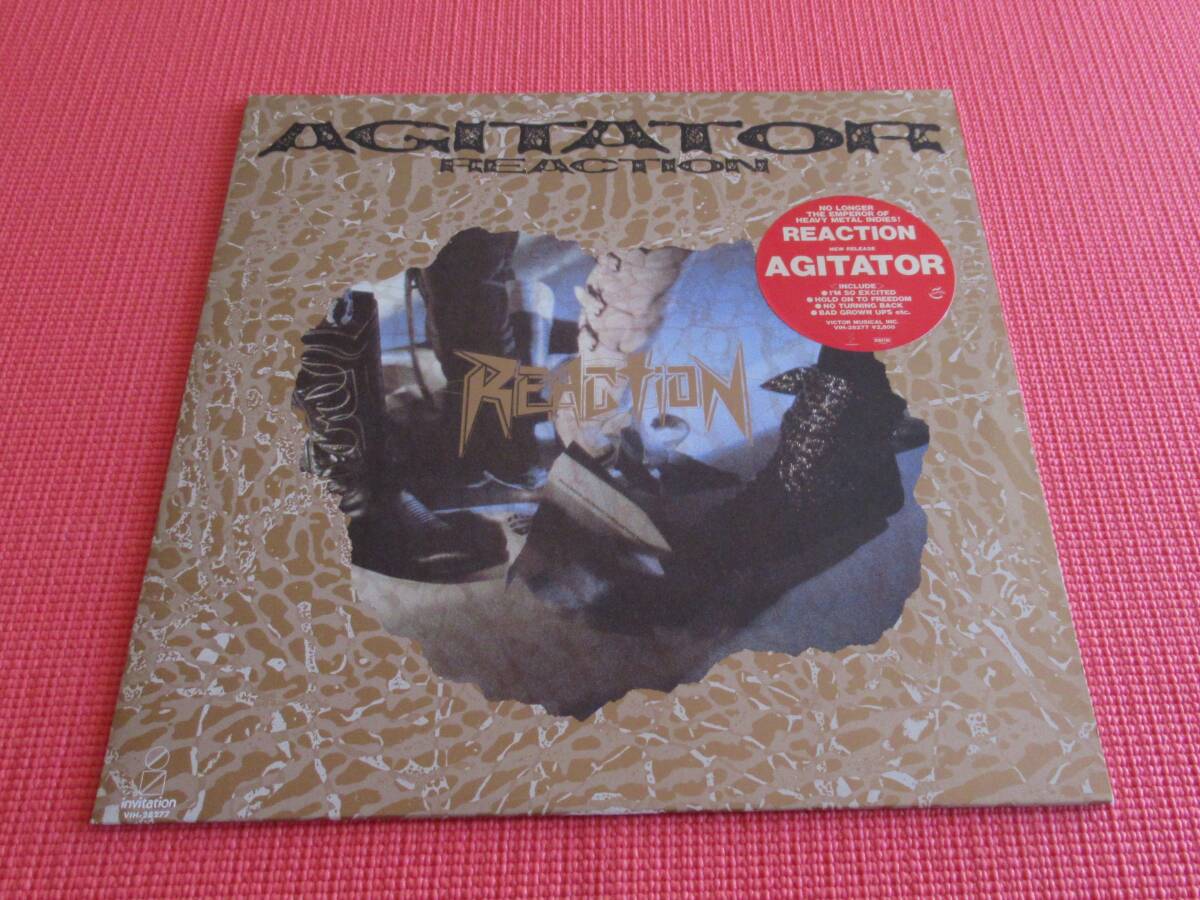 AGITATOR
REACTION
NO LONGER
THE EMPEROR OF
HEAVY METAL INDIES!
REACTION
NEW RELEASE
AGITATOR
INCLUDE
●I'M SO EXCITED
●HOLD ON TO FREEDOM
●NO TURNING BACK
●BAD GROWN UPS etc.
VICTOR MUSICAL INC.
VIH-28277 ¥2,800
REACTION
invitation
VIH-28277